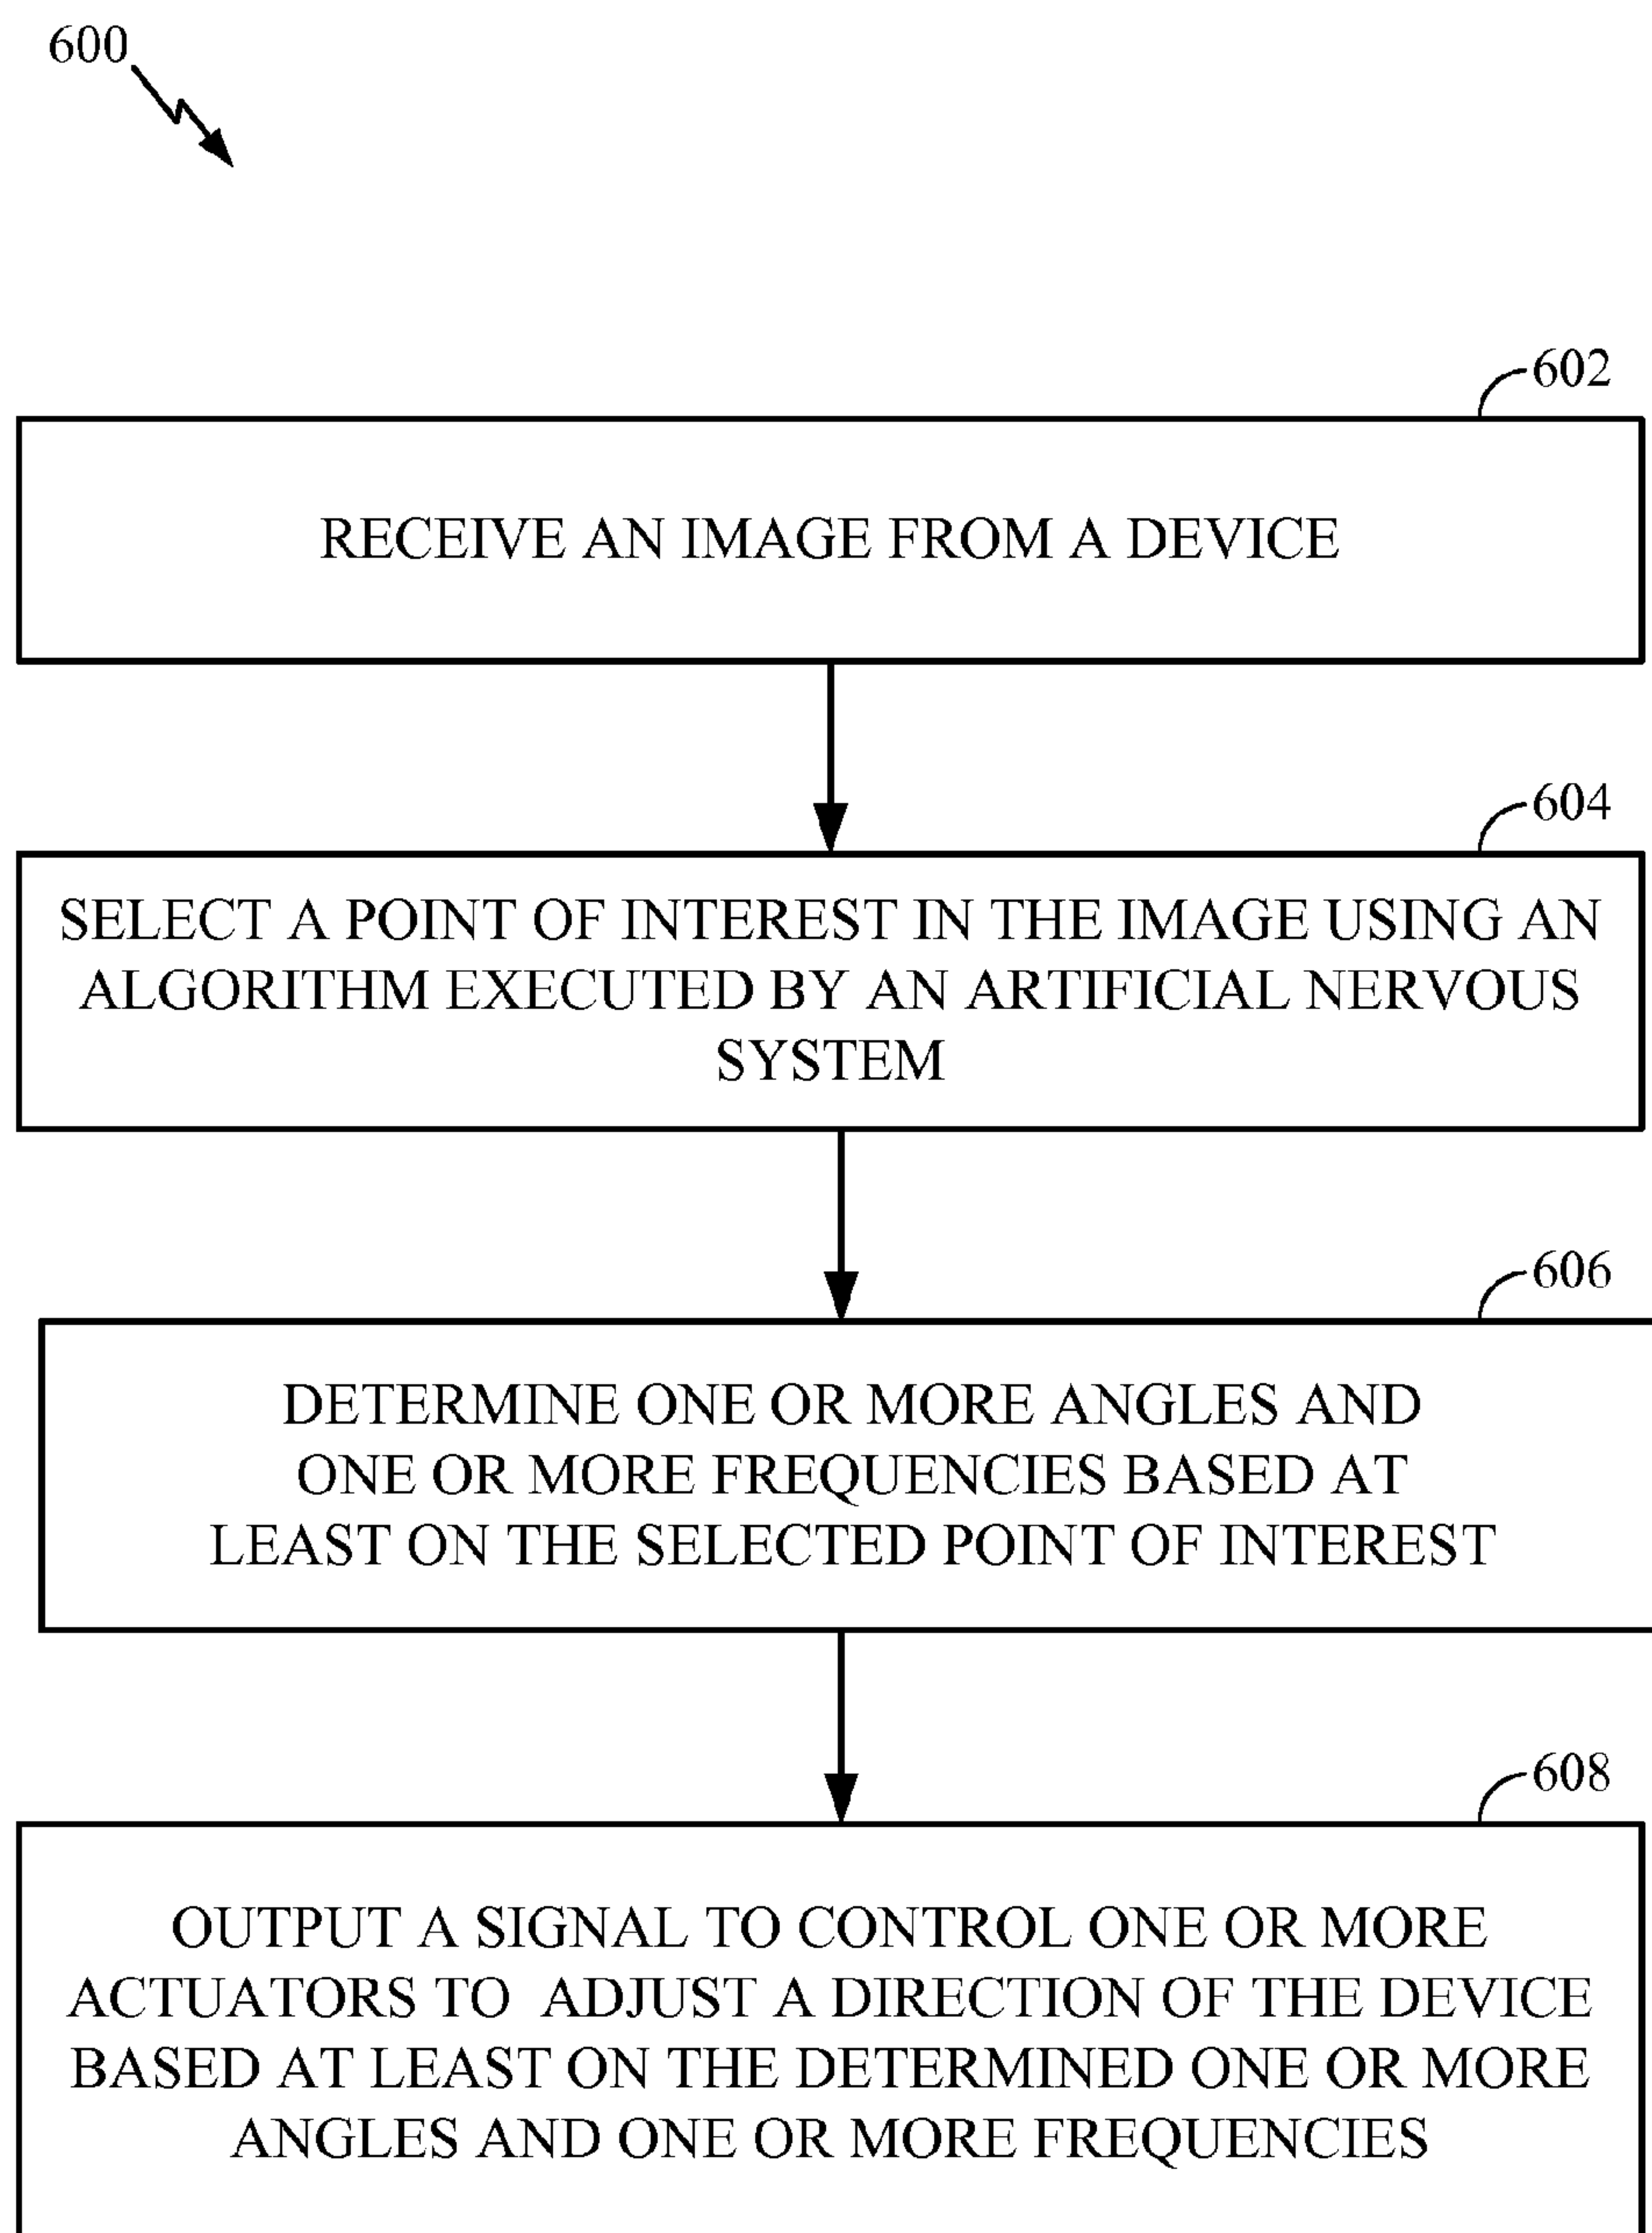 600
602
RECEIVE AN IMAGE FROM A DEVICE
604
SELECT A POINT OF INTEREST IN THE IMAGE USING AN
ALGORITHM EXECUTED BY AN ARTIFICIAL NERVOUS
SYSTEM
606
DETERMINE ONE OR MORE ANGLES AND
ONE OR MORE FREQUENCIES BASED AT
LEAST ON THE SELECTED POINT OF INTEREST
608
OUTPUT A SIGNAL TO CONTROL ONE OR MORE
ACTUATORS TO ADJUST A DIRECTION OF THE DEVICE
BASED AT LEAST ON THE DETERMINED ONE OR MORE
ANGLES AND ONE OR MORE FREQUENCIES